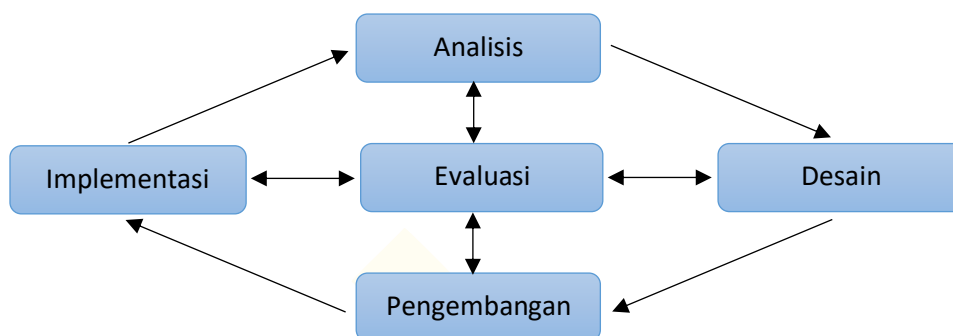 Analisis
Implementasi
Evaluasi
Desain
Pengembangan